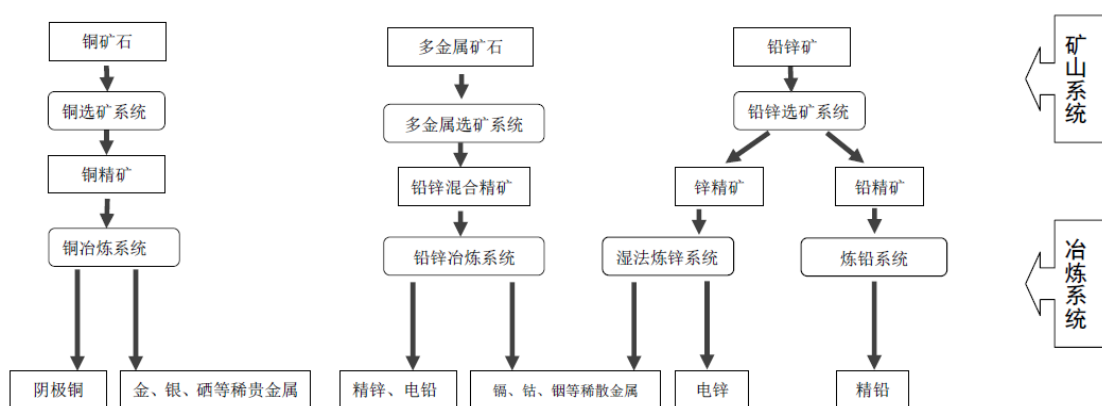 铜矿石
多金属矿石
铅锌矿
矿山系统
铜选矿系统
多金属选矿系统
铅锌选矿系统
铜精矿
铅锌混合精矿
锌精矿
铅精矿
铜冶炼系统
铅锌冶炼系统
湿法炼锌系统
炼铅系统
冶炼系统
阴极铜
金、银、硒等稀贵金属
精锌、电铅
镉、钴、铟等稀散金属
电锌
精铅